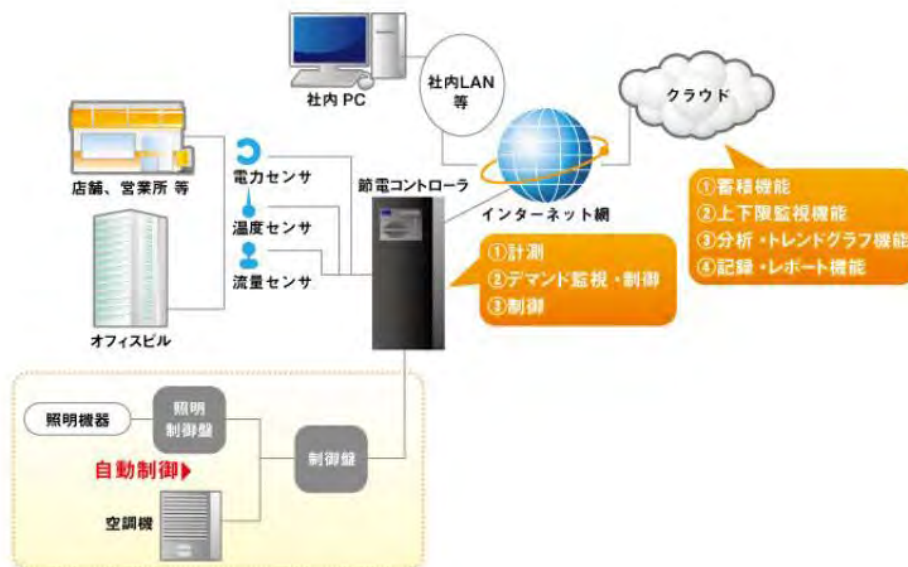 社内 PC
社内LAN
等
クラウド
店舗、営業所 等
電力センサ
温度センサ
流量センサ
節電コントローラ
インターネット網
①蓄積機能
②上下限監視機能
③分析・トレンドグラフ機能
④記録・レポート機能
①計測
②デマンド監視・制御
③制御
オフィスビル
照明機器
照明
制御盤
制御盤
自動制御▶
空調機